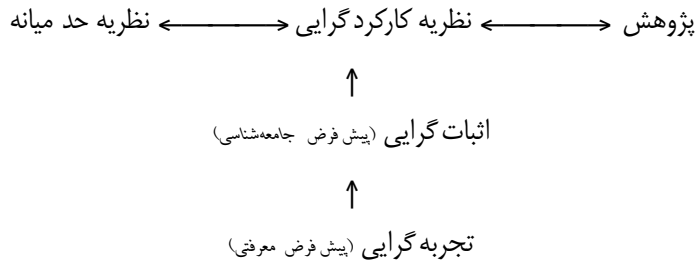 پژوهش ⟷ نظریه کارکردگرایی ⟷ نظریه حد میانه
↑
اثبات گرایی (پیش فرض جامعه‌شناسی)
↑
تجربه گرایی (پیش فرض معرفتی)